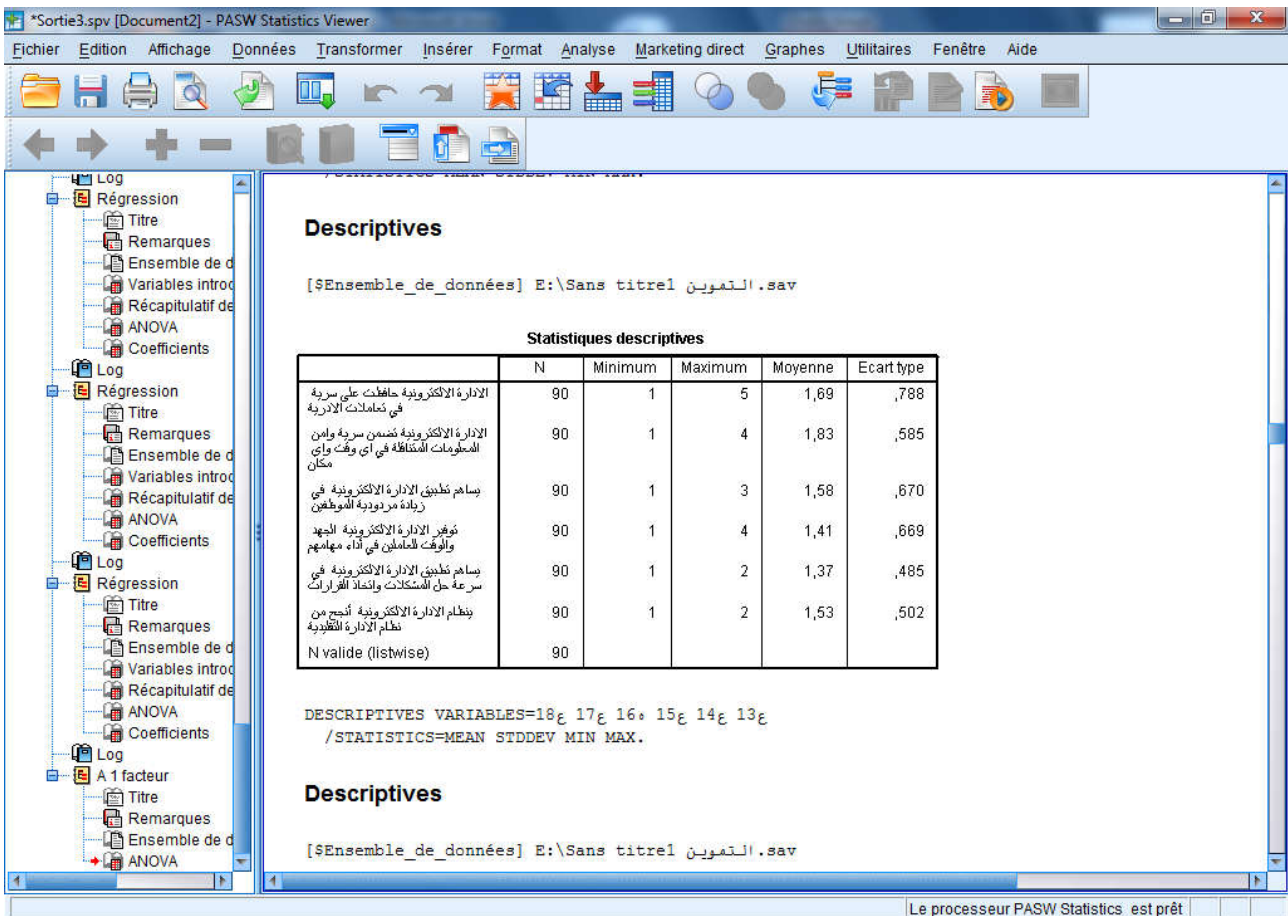 *Sortie3.spv [Document2] - PASW Statistics Viewer
Fichier Edition Affichage Données Transformer Insérer Format Analyse Marketing direct Graphes Utilitaires Fenêtre Aide
Log
Régression
Titre
Remarques
Ensemble de d
Variables introd
Récapitulatif de
ANOVA
Coefficients
Log
Régression
Titre
Remarques
Ensemble de d
Variables introd
Récapitulatif de
ANOVA
Coefficients
Log
Régression
Titre
Remarques
Ensemble de d
Variables introd
Récapitulatif de
ANOVA
Coefficients
Log
A 1 facteur
Titre
Remarques
Ensemble de d
ANOVA
/STATISTICS=MEAN STDDEV MIN MAX.
Descriptives
[$Ensemble_de_données] E:\Sans titre1 التموين.sav
Statistiques descriptives
N Minimum Maximum Moyenne Ecart type
الادارة الالكترونية حافظت على سرية
في تعاملات الادرية
90 1 5 1,69 ,788
الادارة الالكترونية تضمن سرية وامن
المعلومات المتناقلة في اي وقت واي
مكان
90 1 4 1,83 ,585
يساهم تطبيق الادارة الالكترونية في
زيادة مردودية الموظفين
90 1 3 1,58 ,670
توفير الادارة الالكترونية الجهد
والوقت للعاملين في أداء مهامهم
90 1 4 1,41 ,669
يساهم تطبيق الادارة الالكترونية في
سرعة حل المشكلات واتخاذ القرارات
90 1 2 1,37 ,485
ينظام الادارة الالكترونية أنجح من
نظام الادارة التقليدية
90 1 2 1,53 ,502
N valide (listwise) 90
DESCRIPTIVES VARIABLES=ع13 ع14 ع15 ه16 ع17 ع18
/STATISTICS=MEAN STDDEV MIN MAX.
Descriptives
[$Ensemble_de_données] E:\Sans titre1 التموين.sav
Le processeur PASW Statistics est prêt